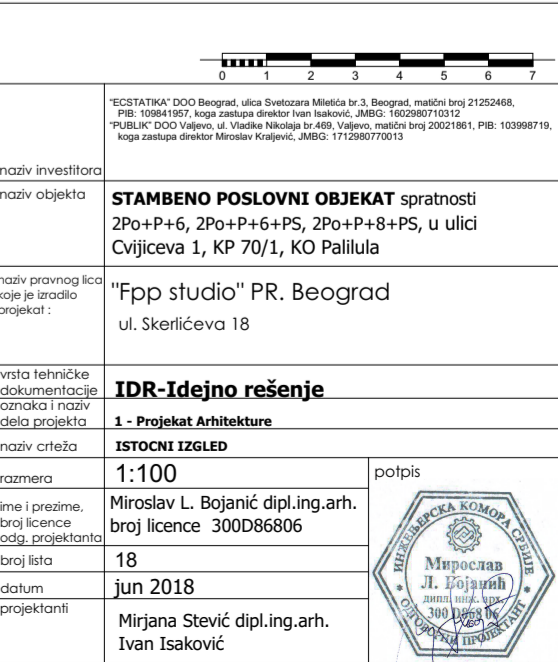 0 1 2 3 4 5 6 7
naziv investitora
"ECSTATIKA" DOO Beograd, ulica Svetozara Miletića br.3, Beograd, matični broj 21252468,
PIB: 109841957, koga zastupa direktor Ivan Isaković, JMBG: 1602980710312
"PUBLIK" DOO Valjevo, ul. Vladike Nikolaja br.469, Valjevo, matični broj 20021861, PIB: 103998719,
koga zastupa direktor Miroslav Kraljević, JMBG: 1712980770013
naziv objekta
STAMBENO POSLOVNI OBJEKAT spratnosti
2Po+P+6, 2Po+P+6+PS, 2Po+P+8+PS, u ulici
Cvijiceva 1, KP 70/1, KO Palilula
naziv pravnog lica
koje je izradilo
projekat :
"Fpp studio" PR. Beograd
ul. Skerlićeva 18
vrsta tehničke
dokumentacije
IDR-Idejno rešenje
oznaka i naziv
dela projekta
1 - Projekat Arhitekture
naziv crteža
ISTOCNI IZGLED
razmera
1:100
ime i prezime,
broj licence
odg. projektanta
Miroslav L. Bojanić dipl.ing.arh.
broj licence 300D86806
broj lista
18
datum
jun 2018
projektanti
Mirjana Stević dipl.ing.arh.
Ivan Isaković
potpis
ИНЖЕЊЕРСКА КОМОРА СРБИЈЕ
Мирослав
Л. Бојанић
дипл. инж. арх.
300 D868 06
ОДГОВОРНИ ПРОЈЕКТАНТ